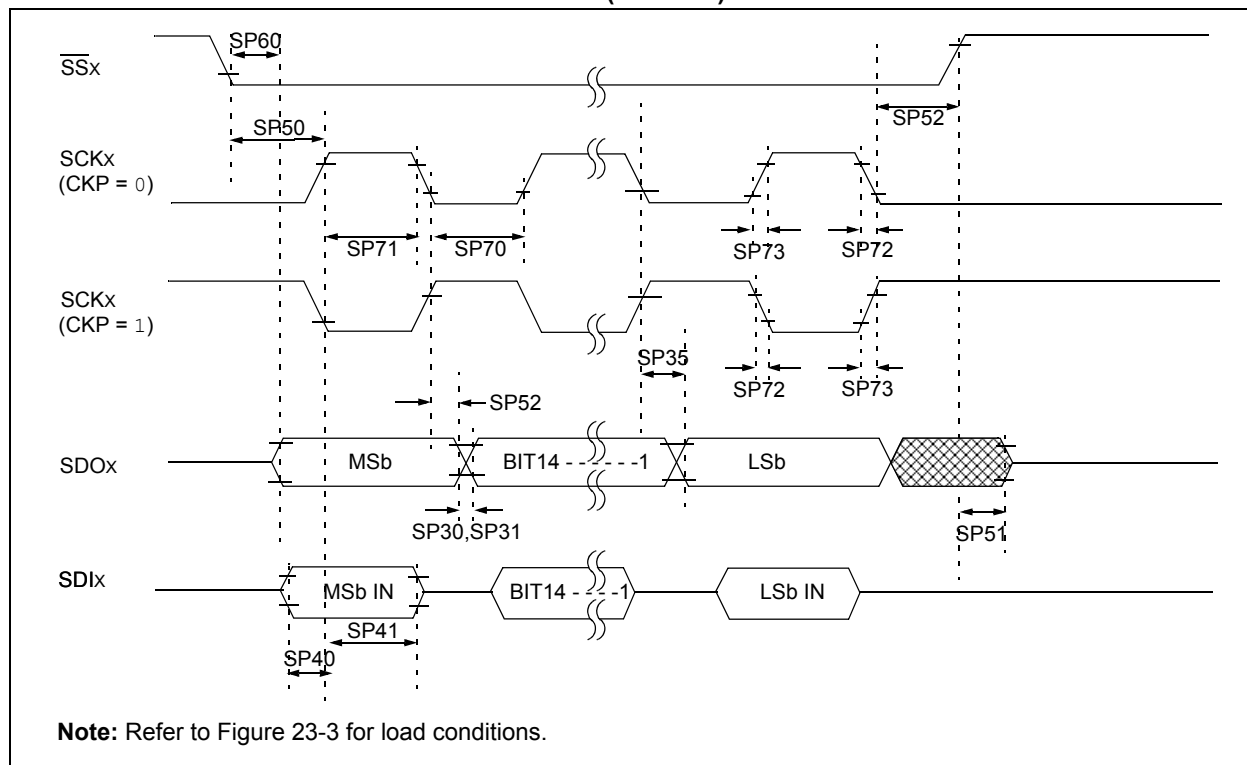 SP60
SSx
SP50
SP52
SCKx
(CKP = 0)
SP71
SP70
SP73
SP72
SCKx
(CKP = 1)
SP35
SP72
SP73
SP52
SDOx
MSb
BIT14 - - - - - -1
LSb
SP30,SP31
SP51
SDIx
MSb IN
BIT14 - - - -1
LSb IN
SP41
SP40
Note: Refer to Figure 23-3 for load conditions.